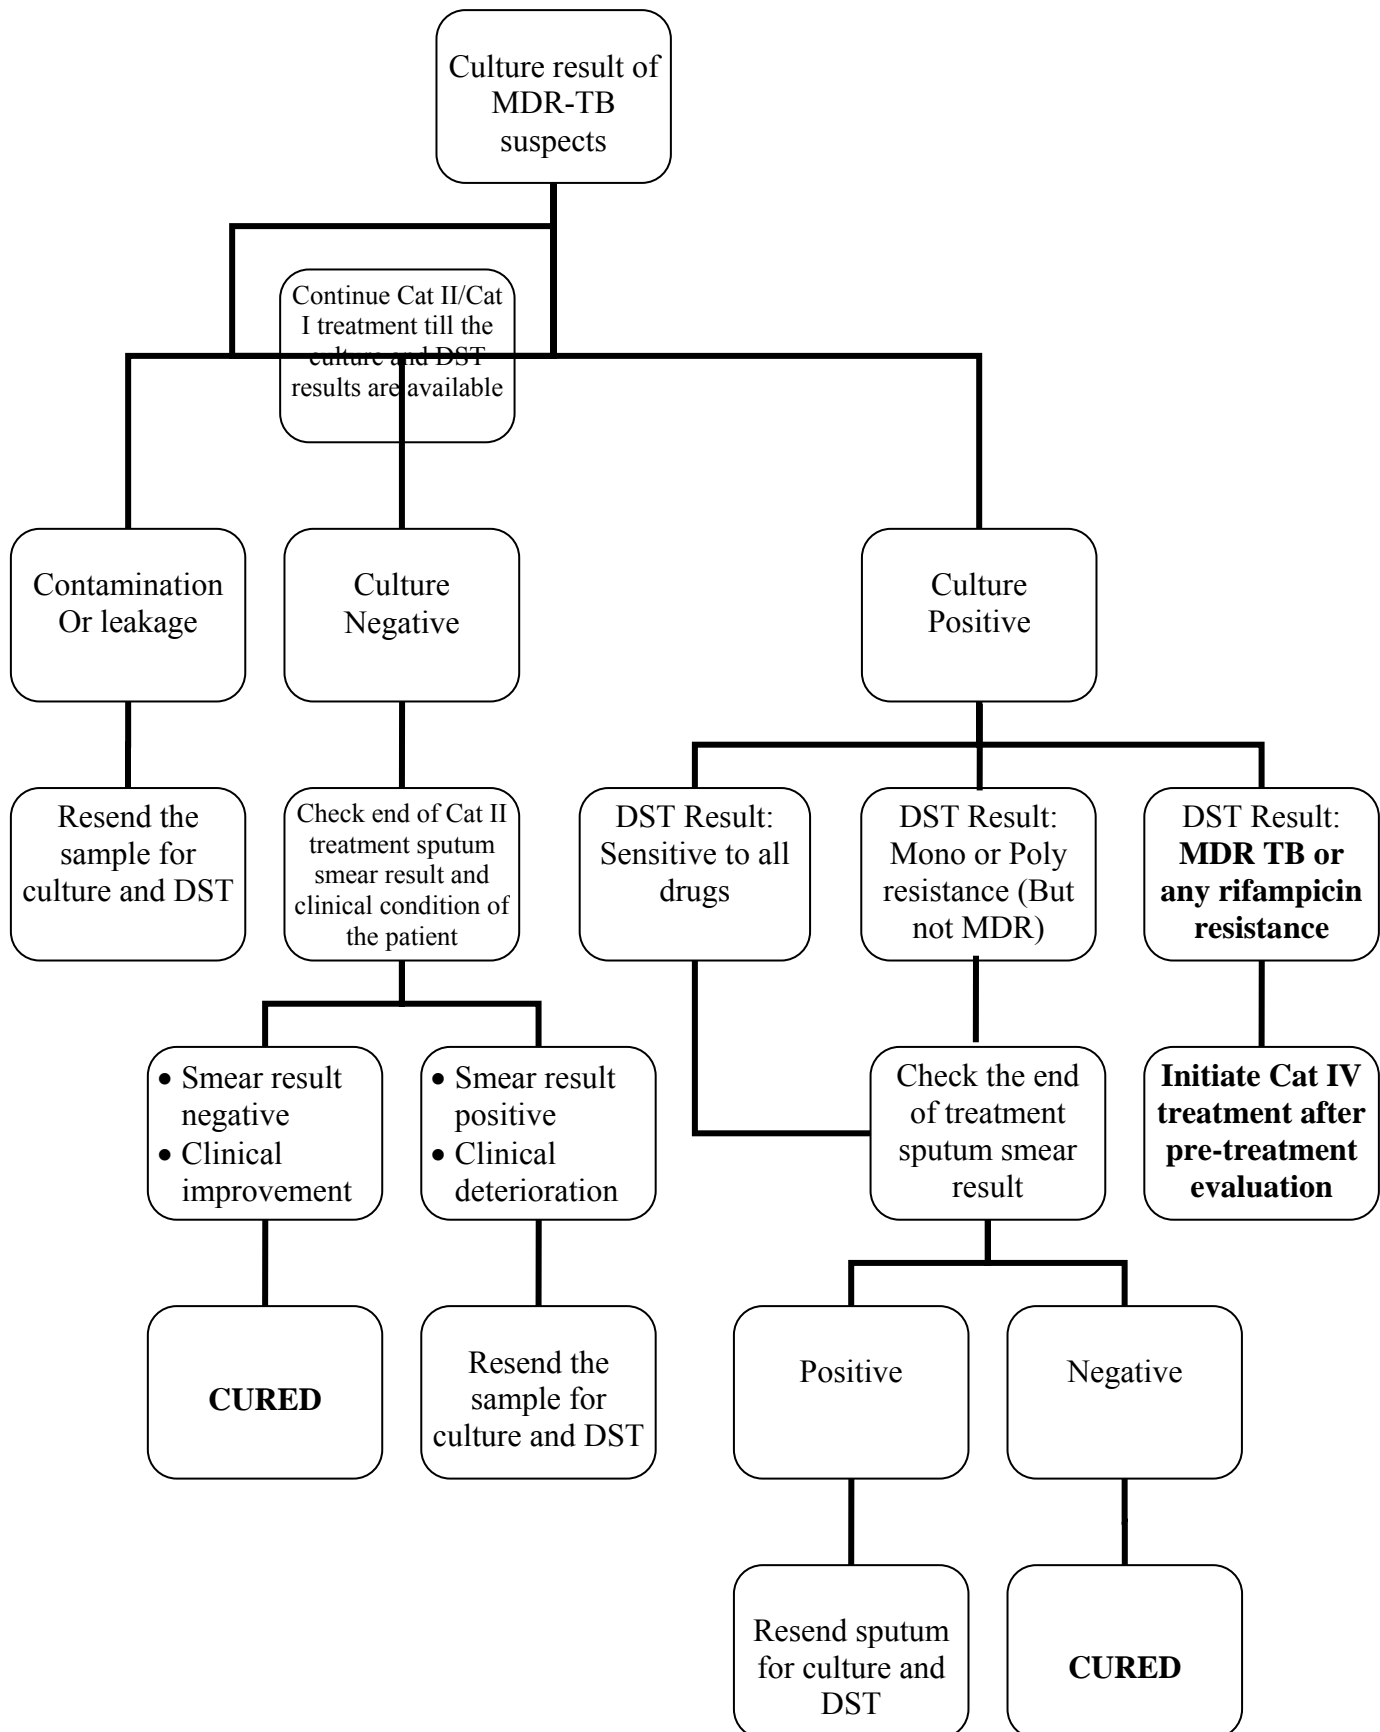 Culture result of
MDR-TB
suspects
Continue Cat II/Cat
I treatment till the
culture and DST
results are available
Contamination
Or leakage
Culture
Negative
Culture
Positive
Resend the
sample for
culture and DST
Check end of Cat II
treatment sputum
smear result and
clinical condition of
the patient
DST Result:
Sensitive to all
drugs
DST Result:
Mono or Poly
resistance (But
not MDR)
DST Result:
MDR TB or
any rifampicin
resistance
• Smear result
negative
• Clinical
improvement
• Smear result
positive
• Clinical
deterioration
Check the end
of treatment
sputum smear
result
Initiate Cat IV
treatment after
pre-treatment
evaluation
CURED
Resend the
sample for
culture and DST
Positive
Negative
Resend sputum
for culture and
DST
CURED